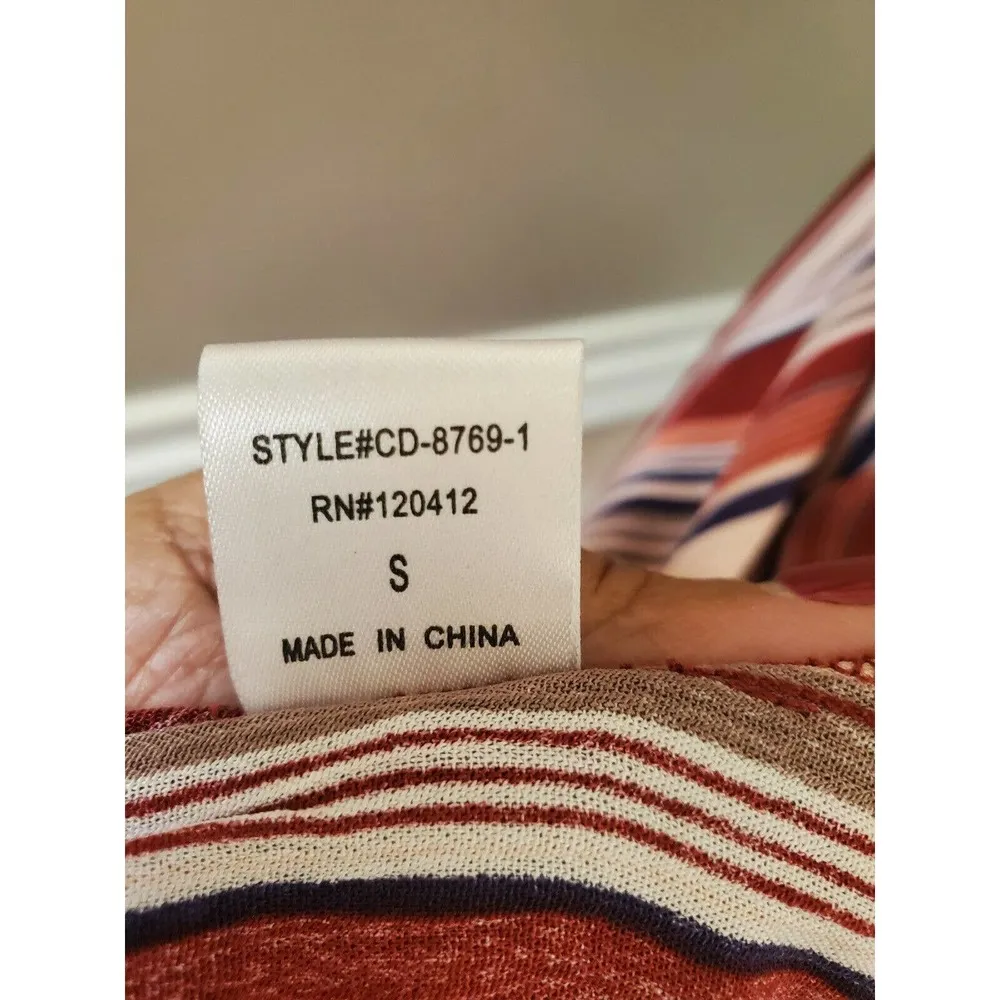 STYLE#CD-8769-1
RN#120412
S
MADE IN CHINA